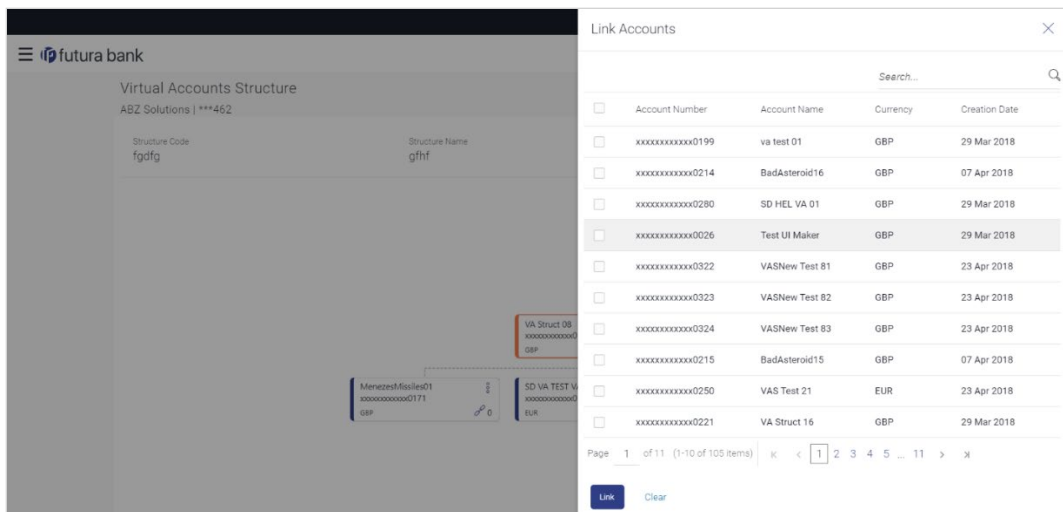 futura bank
Virtual Accounts Structure
ABZ Solutions | ***462
Structure Code
Structure Name
fgdfg
gfhf
VA Struct 08
xxxxxxxxxxxx0
GBP
MenezesMissiles01
xxxxxxxxxxxx0171
GBP
0
SD VA TEST V
xxxxxxxxxxxx0
EUR
Link Accounts
Search...
Account Number Account Name Currency Creation Date
xxxxxxxxxxxx0199 va test 01 GBP 29 Mar 2018
xxxxxxxxxxxx0214 BadAsteroid16 GBP 07 Apr 2018
xxxxxxxxxxxx0280 SD HEL VA 01 GBP 29 Mar 2018
xxxxxxxxxxxx0026 Test UI Maker GBP 29 Mar 2018
xxxxxxxxxxxx0322 VASNew Test 81 GBP 23 Apr 2018
xxxxxxxxxxxx0323 VASNew Test 82 GBP 23 Apr 2018
xxxxxxxxxxxx0324 VASNew Test 83 GBP 23 Apr 2018
xxxxxxxxxxxx0215 BadAsteroid15 GBP 07 Apr 2018
xxxxxxxxxxxx0250 VAS Test 21 EUR 23 Apr 2018
xxxxxxxxxxxx0221 VA Struct 16 GBP 29 Mar 2018
Page 1 of 11 (1-10 of 105 items) 1 2 3 4 5 ... 11
Link Clear